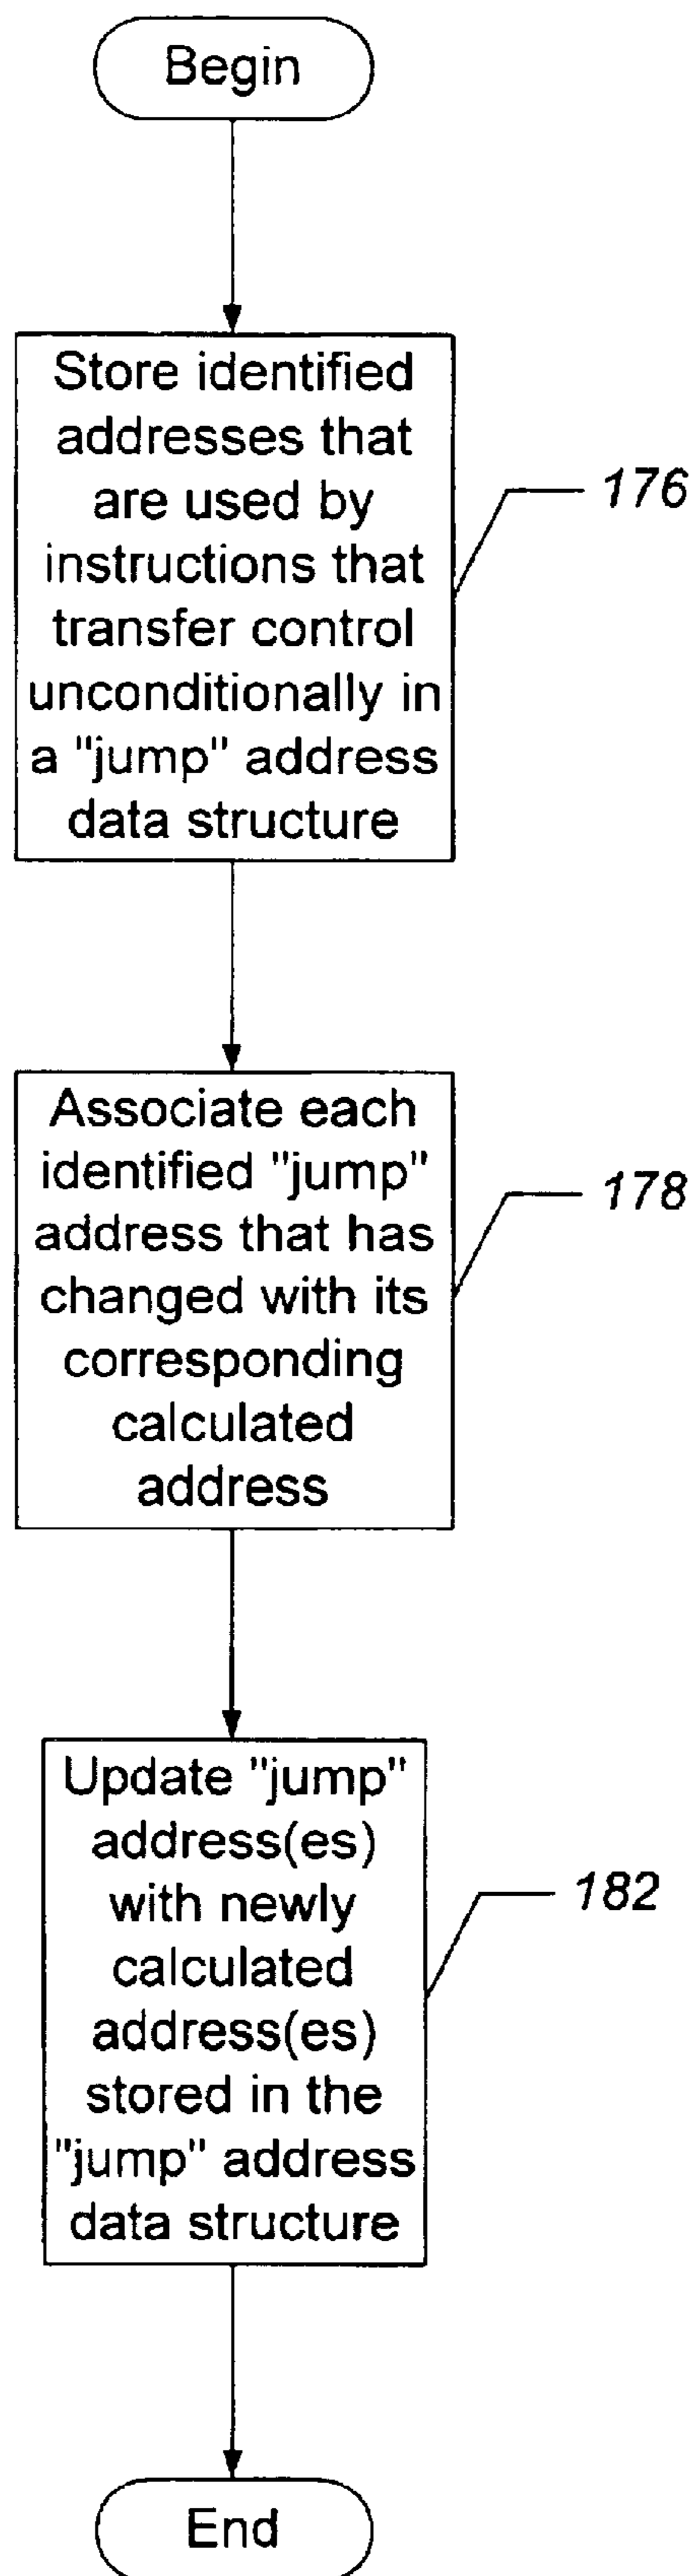 Begin
Store identified
addresses that
are used by
instructions that
transfer control
unconditionally in
a "jump" address
data structure
176
Associate each
identified "jump"
address that has
changed with its
corresponding
calculated
address
178
Update "jump"
address(es)
with newly
calculated
address(es)
stored in the
"jump" address
data structure
182
End